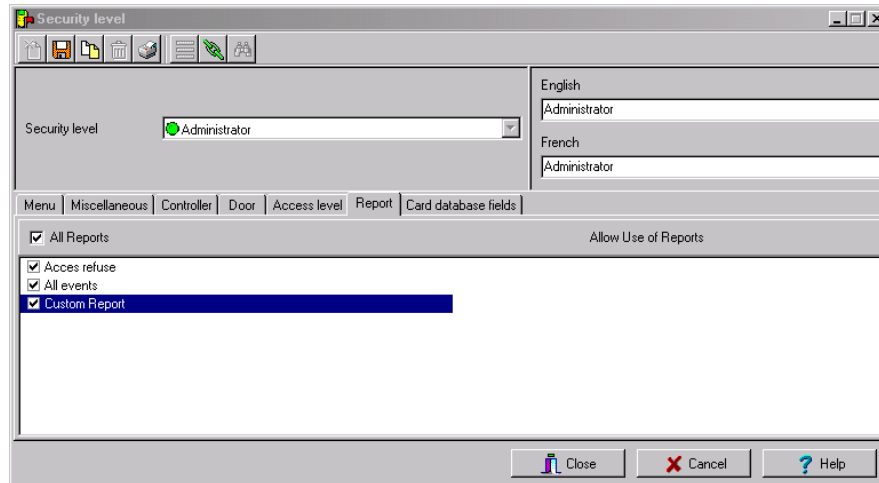 Security level
English
Administrator
Security level
Administrator
French
Administrator
Menu
Miscellaneous
Controller
Door
Access level
Report
Card database fields
All Reports
Allow Use of Reports
Acces refuse
All events
Custom Report
Close
Cancel
Help